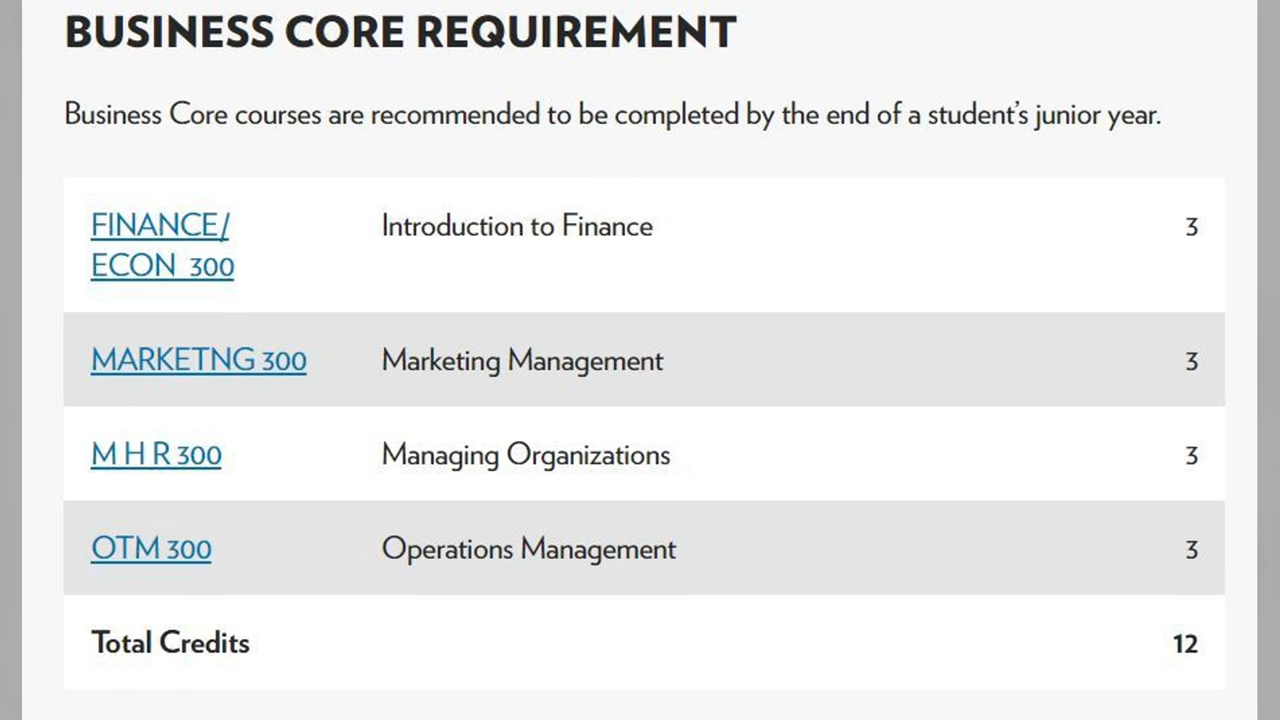 BUSINESS CORE REQUIREMENT
Business Core courses are recommended to be completed by the end of a student’s junior year.
FINANCE/ Introduction to Finance 3
ECON 300
MARKETNG 300 Marketing Management 3
M H R 300 Managing Organizations 3
OTM 300 Operations Management 3
Total Credits 12